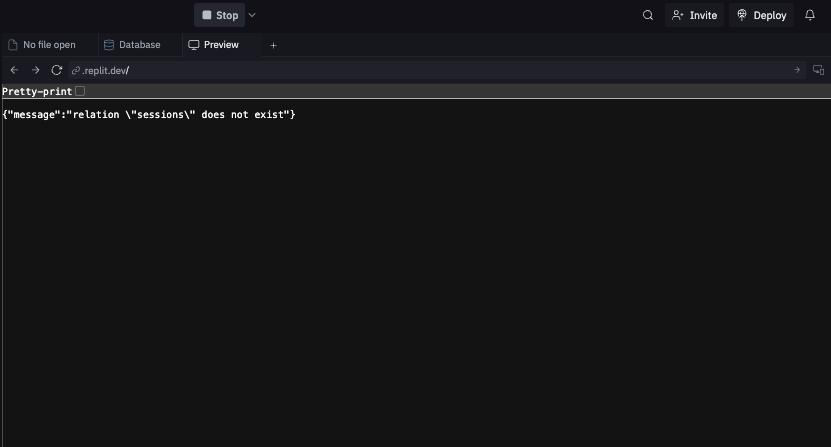 Stop
Invite
Deploy
No file open
Database
Preview
+
.replit.dev/
Pretty-print
{"message":"relation \"sessions\" does not exist"}